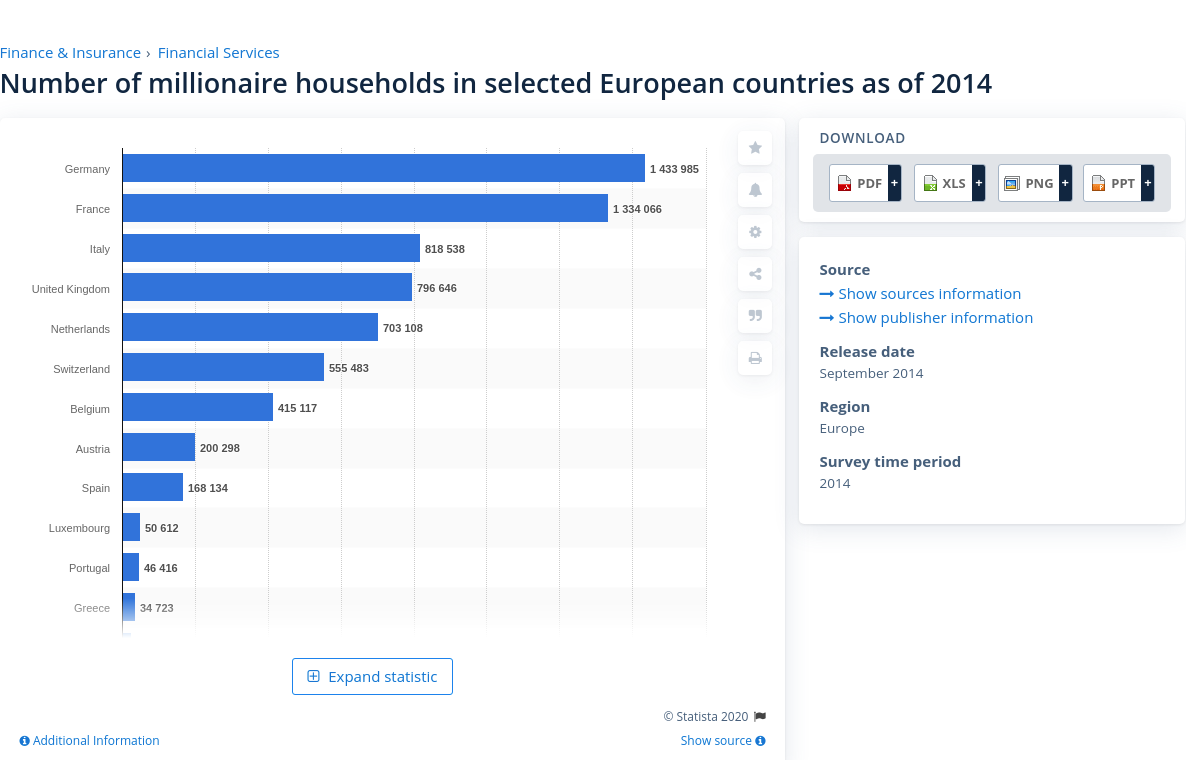 Finance & Insurance › Financial Services
Number of millionaire households in selected European countries as of 2014
Germany 1 433 985
France 1 334 066
Italy 818 538
United Kingdom 796 646
Netherlands 703 108
Switzerland 555 483
Belgium 415 117
Austria 200 298
Spain 168 134
Luxembourg 50 612
Portugal 46 416
Greece 34 723
Expand statistic
© Statista 2020
Additional Information
Show source
DOWNLOAD
PDF + XLS + PNG + PPT +
Source
Show sources information
Show publisher information
Release date
September 2014
Region
Europe
Survey time period
2014